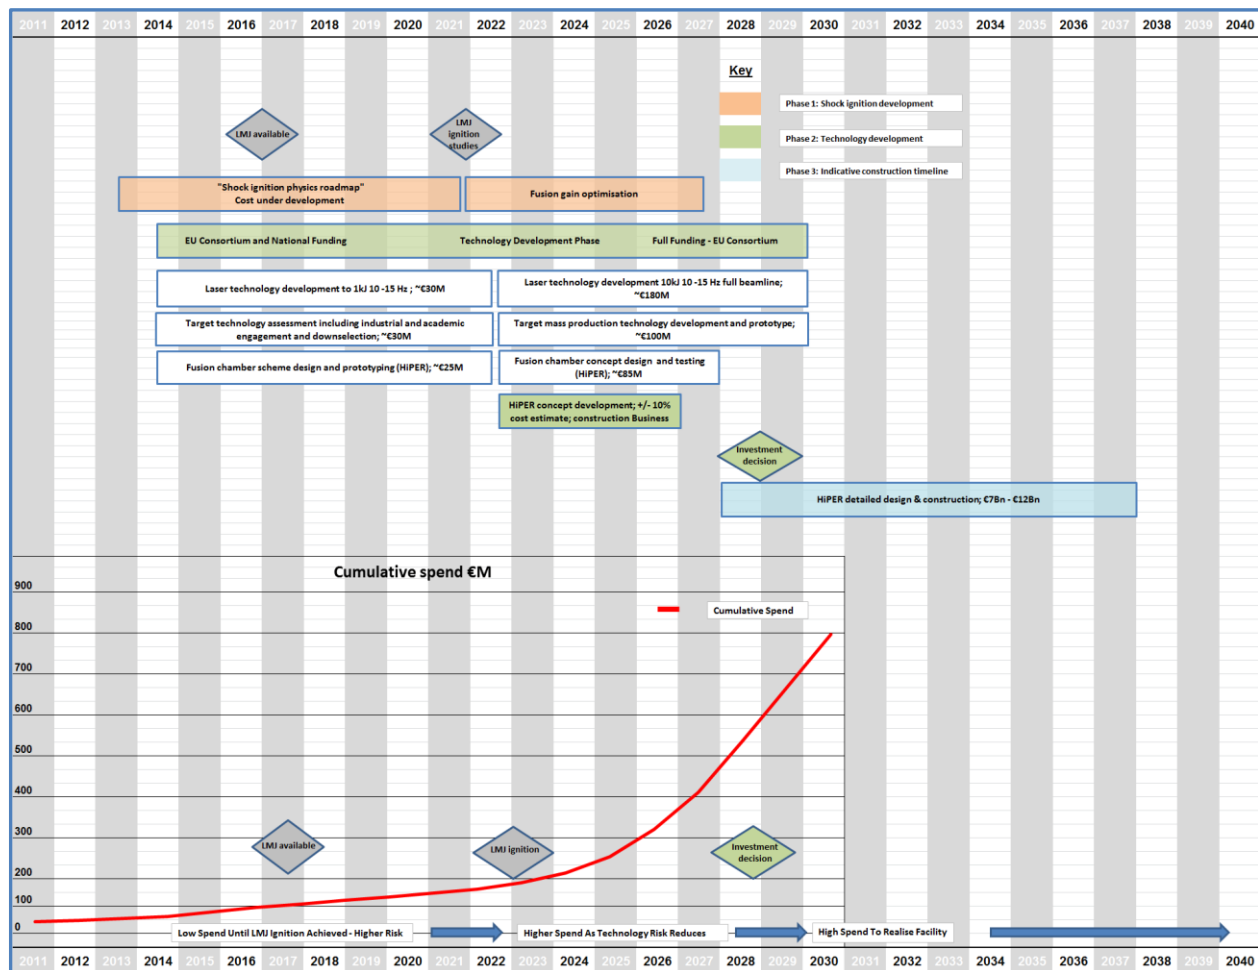 2011 2012 2013 2014 2015 2016 2017 2018 2019 2020 2021 2022 2023 2024 2025 2026 2027 2028 2029 2030 2031 2032 2033 2034 2035 2036 2037 2038 2039 2040
Key
Phase 1: Shock ignition development
Phase 2: Technology development
Phase 3: Indicative construction timeline
LMJ available
LMJ
ignition
studies
"Shock ignition physics roadmap"
Cost under development
Fusion gain optimisation
EU Consortium and National Funding
Technology Development Phase
Full Funding - EU Consortium
Laser technology development to 1kJ 10 -15 Hz ; ~€30M
Laser technology development 10kJ 10 -15 Hz full beamline;
~€180M
Target technology assessment including industrial and academic
engagement and downselection; ~€30M
Target mass production technology development and prototype;
~€100M
Fusion chamber scheme design and prototyping (HiPER); ~€25M
Fusion chamber concept design and testing
(HiPER); ~€85M
HiPER concept development; +/- 10%
cost estimate; construction Business
Investment
decision
HiPER detailed design & construction; €7Bn - €12Bn
Cumulative spend €M
900
800
700
600
500
400
300
200
100
0
Cumulative Spend
LMJ available
LMJ ignition
Investment
decision
Low Spend Until LMJ Ignition Achieved - Higher Risk
Higher Spend As Technology Risk Reduces
High Spend To Realise Facility
2011 2012 2013 2014 2015 2016 2017 2018 2019 2020 2021 2022 2023 2024 2025 2026 2027 2028 2029 2030 2031 2032 2033 2034 2035 2036 2037 2038 2039 2040